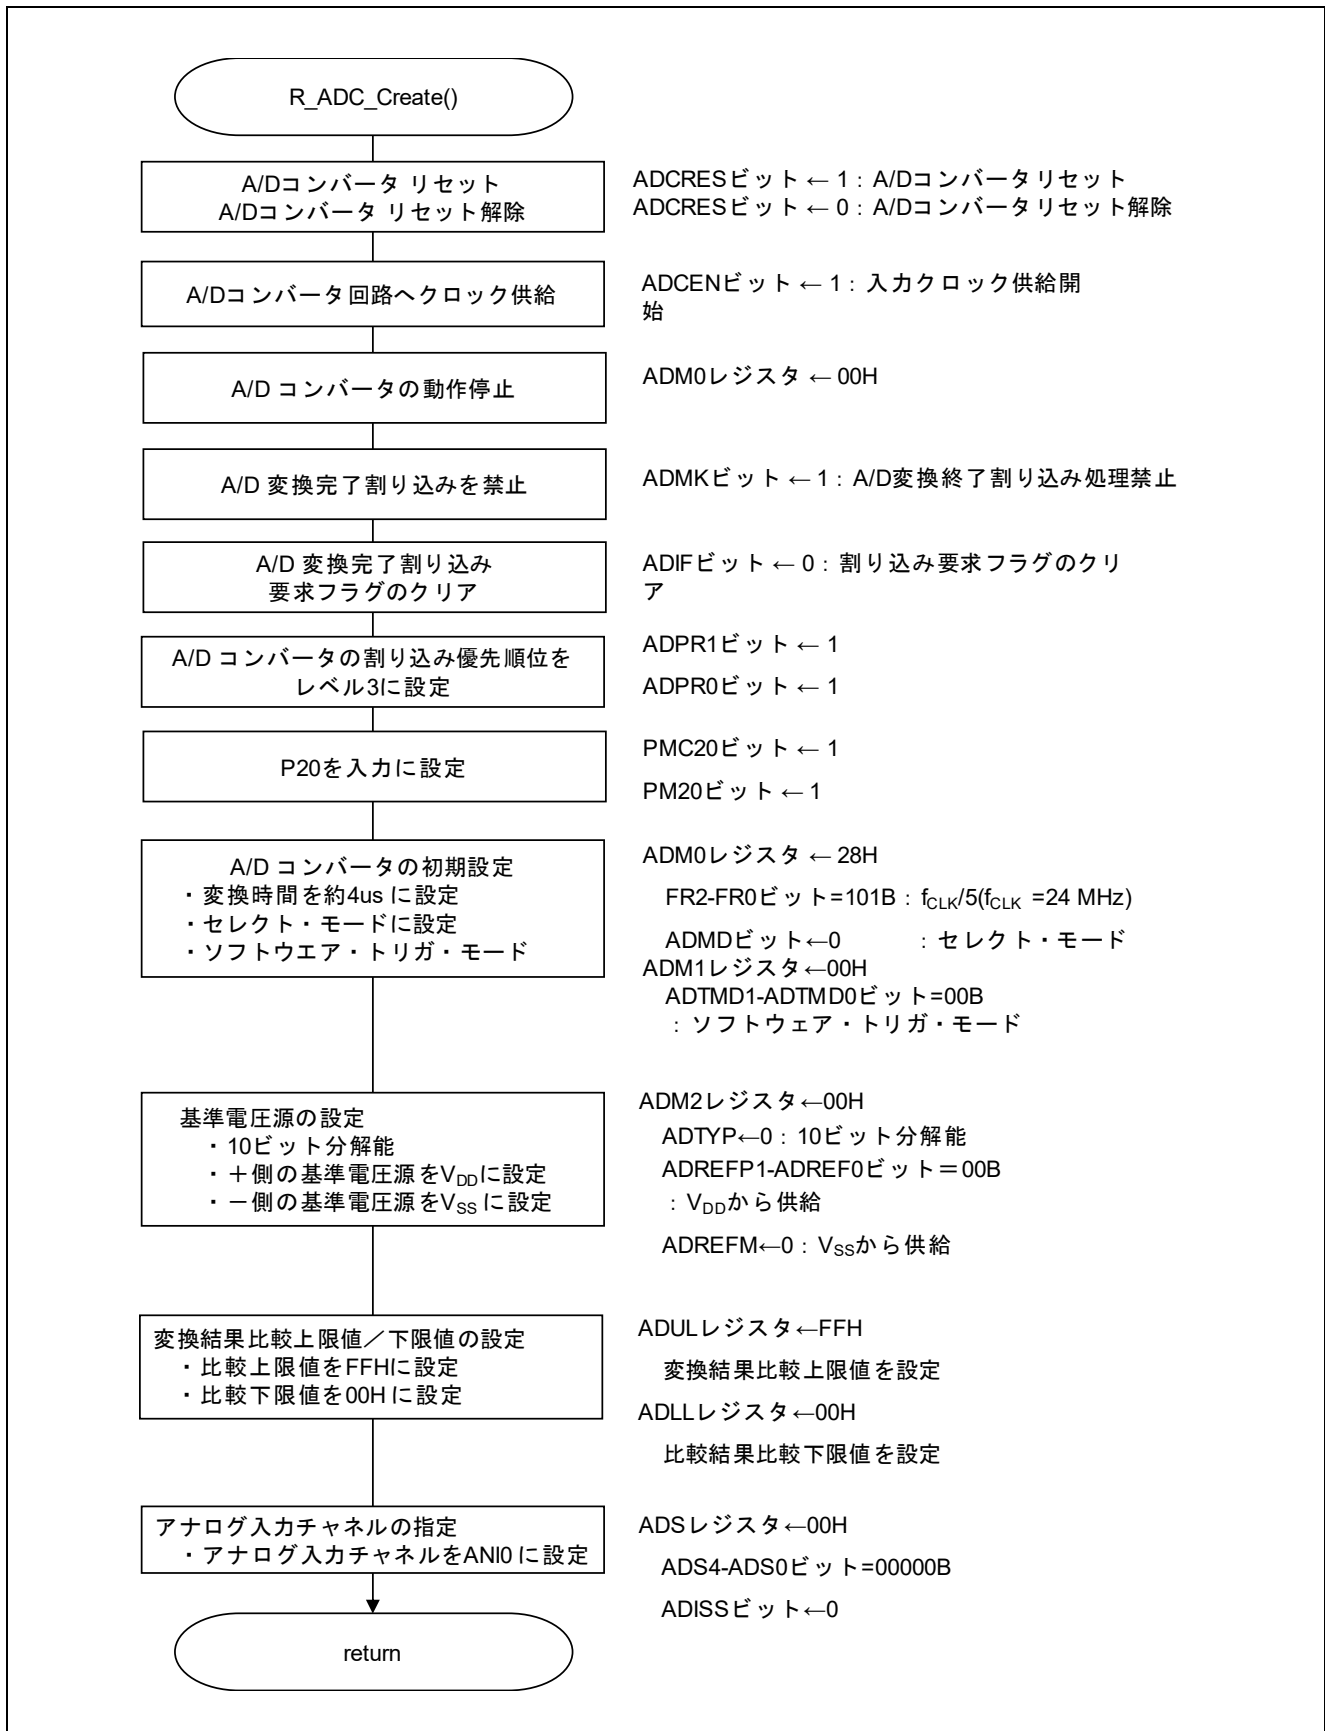 R_ADC_Create()
A/Dコンバータ リセット
A/Dコンバータ リセット解除
ADCRESビット ← 1 : A/Dコンバータリセット
ADCRESビット ← 0 : A/Dコンバータリセット解除
A/Dコンバータ回路へクロック供給
ADCENビット ← 1 : 入力クロック供給開
始
A/D コンバータの動作停止
ADM0レジスタ ← 00H
A/D 変換完了割り込みを禁止
ADMKビット ← 1 : A/D変換終了割り込み処理禁止
A/D 変換完了割り込み
要求フラグのクリア
ADIFビット ← 0 : 割り込み要求フラグのクリ
ア
A/D コンバータの割り込み優先順位を
レベル3に設定
ADPR1ビット ← 1
ADPR0ビット ← 1
P20を入力に設定
PMC20ビット ← 1
PM20ビット ← 1
A/D コンバータの初期設定
・変換時間を約4us に設定
・セレクト・モードに設定
・ソフトウエア・トリガ・モード
ADM0レジスタ ← 28H
FR2-FR0ビット=101B : fCLK/5(fCLK =24 MHz)
ADMDビット←0 : セレクト・モード
ADM1レジスタ←00H
ADTMD1-ADTMD0ビット=00B
: ソフトウェア・トリガ・モード
基準電圧源の設定
・10ビット分解能
・＋側の基準電圧源をVDDに設定
・－側の基準電圧源をVSS に設定
ADM2レジスタ←00H
ADTYP←0 : 10ビット分解能
ADREFP1-ADREF0ビット＝00B
: VDDから供給
ADREFM←0 : VSSから供給
変換結果比較上限値／下限値の設定
・比較上限値をFFHに設定
・比較下限値を00H に設定
ADULレジスタ←FFH
変換結果比較上限値を設定
ADLLレジスタ←00H
比較結果比較下限値を設定
アナログ入力チャネルの指定
・アナログ入力チャネルをANI0 に設定
ADSレジスタ←00H
ADS4-ADS0ビット=00000B
ADISSビット←0
return